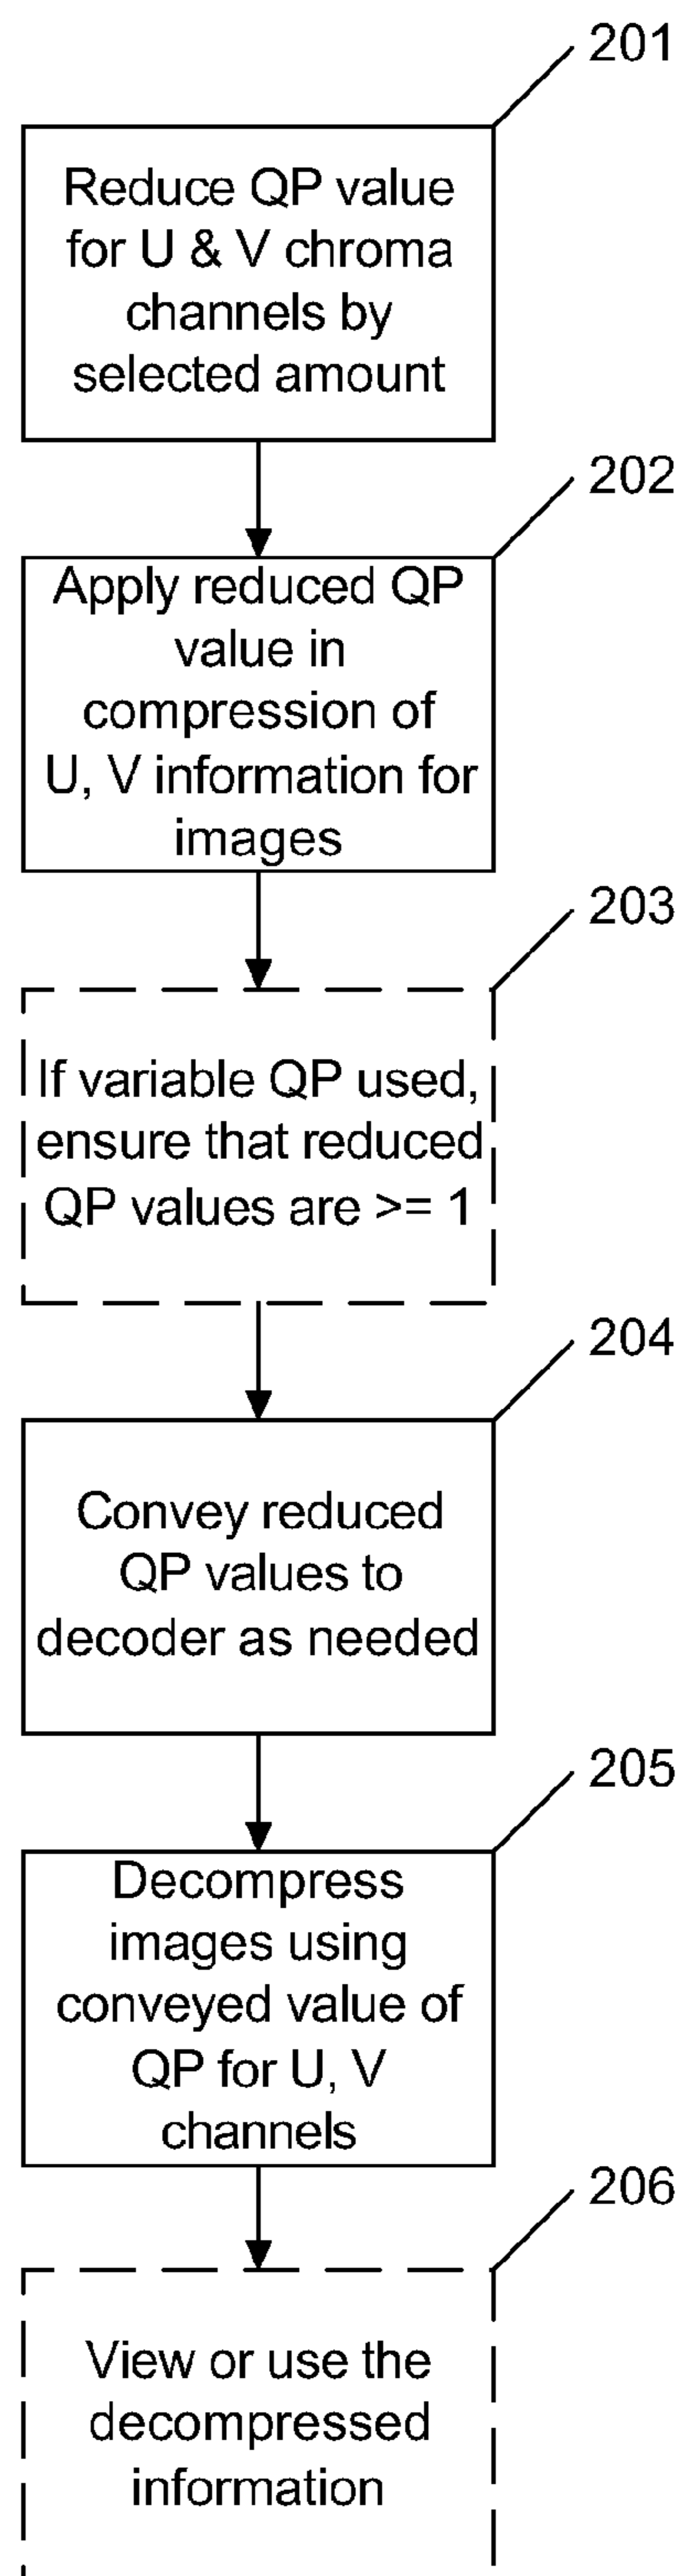 201
Reduce QP value
for U & V chroma
channels by
selected amount
202
Apply reduced QP
value in
compression of
U, V information for
images
203
If variable QP used,
ensure that reduced
QP values are >= 1
204
Convey reduced
QP values to
decoder as needed
205
Decompress
images using
conveyed value of
QP for U, V
channels
206
View or use the
decompressed
information